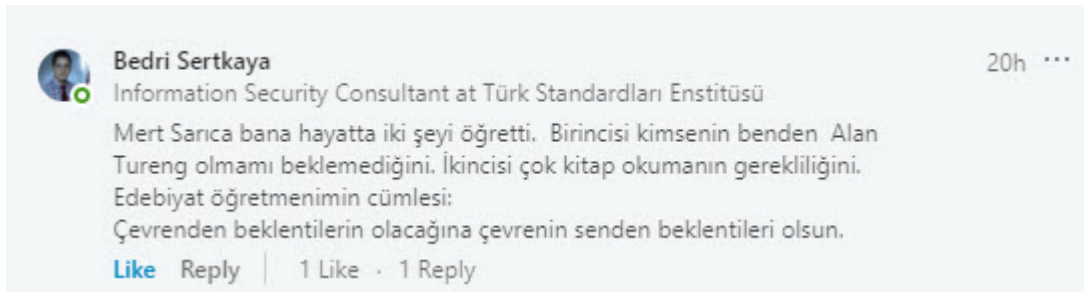 Bedri Sertkaya
20h ...
Information Security Consultant at Türk Standardları Enstitüsü
Mert Sarıca bana hayatta iki şeyi öğretti.  Birincisi kimsenin benden  Alan
Tureng olmamı beklemediğini. İkincisi çok kitap okumanın gerekliliğini.
Edebiyat öğretmenimin cümlesi:
Çevrenden beklentilerin olacağına çevrenin senden beklentileri olsun.
Like Reply | 1 Like · 1 Reply